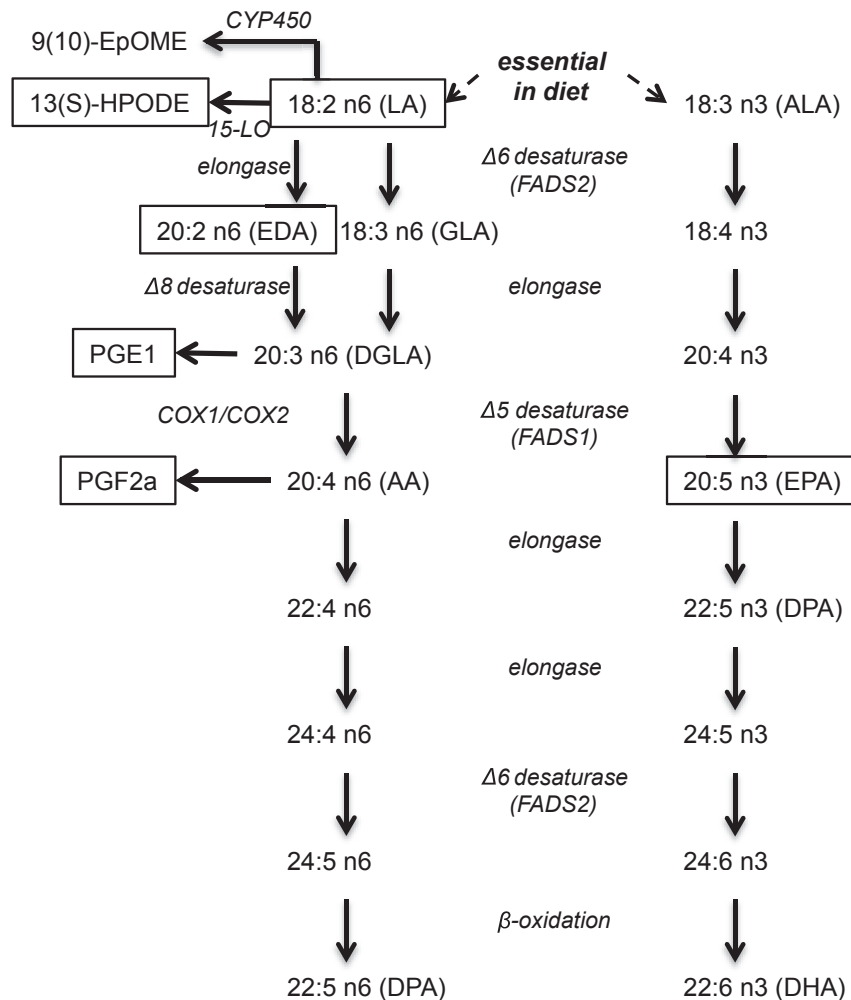 CYP450
9(10)-EpOME
essential
in diet
13(S)-HPODE
18:2 n6 (LA)
18:3 n3 (ALA)
15-LO
elongase
Δ6 desaturase
(FADS2)
20:2 n6 (EDA)
18:3 n6 (GLA)
18:4 n3
Δ8 desaturase
elongase
PGE1
20:3 n6 (DGLA)
20:4 n3
COX1/COX2
Δ5 desaturase
(FADS1)
PGF2a
20:4 n6 (AA)
20:5 n3 (EPA)
elongase
22:4 n6
22:5 n3 (DPA)
elongase
24:4 n6
24:5 n3
Δ6 desaturase
(FADS2)
24:5 n6
24:6 n3
β-oxidation
22:5 n6 (DPA)
22:6 n3 (DHA)